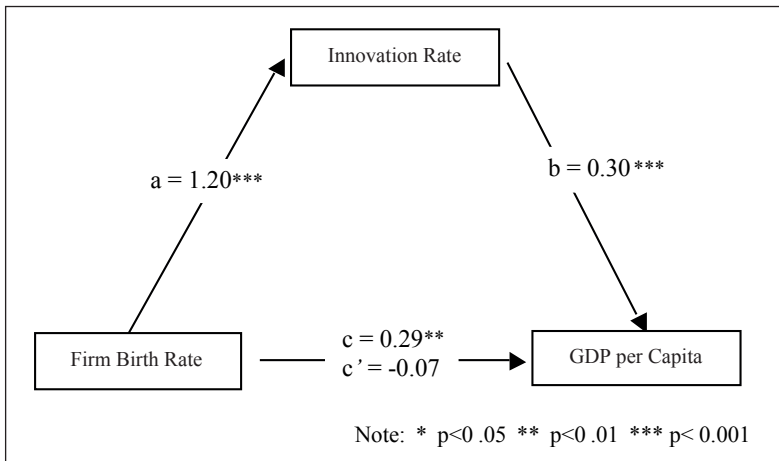 Innovation Rate
a = 1.20***
b = 0.30***
Firm Birth Rate
c = 0.29**
c’ = -0.07
GDP per Capita
Note: * p<0 .05 ** p<0 .01 *** p< 0.001